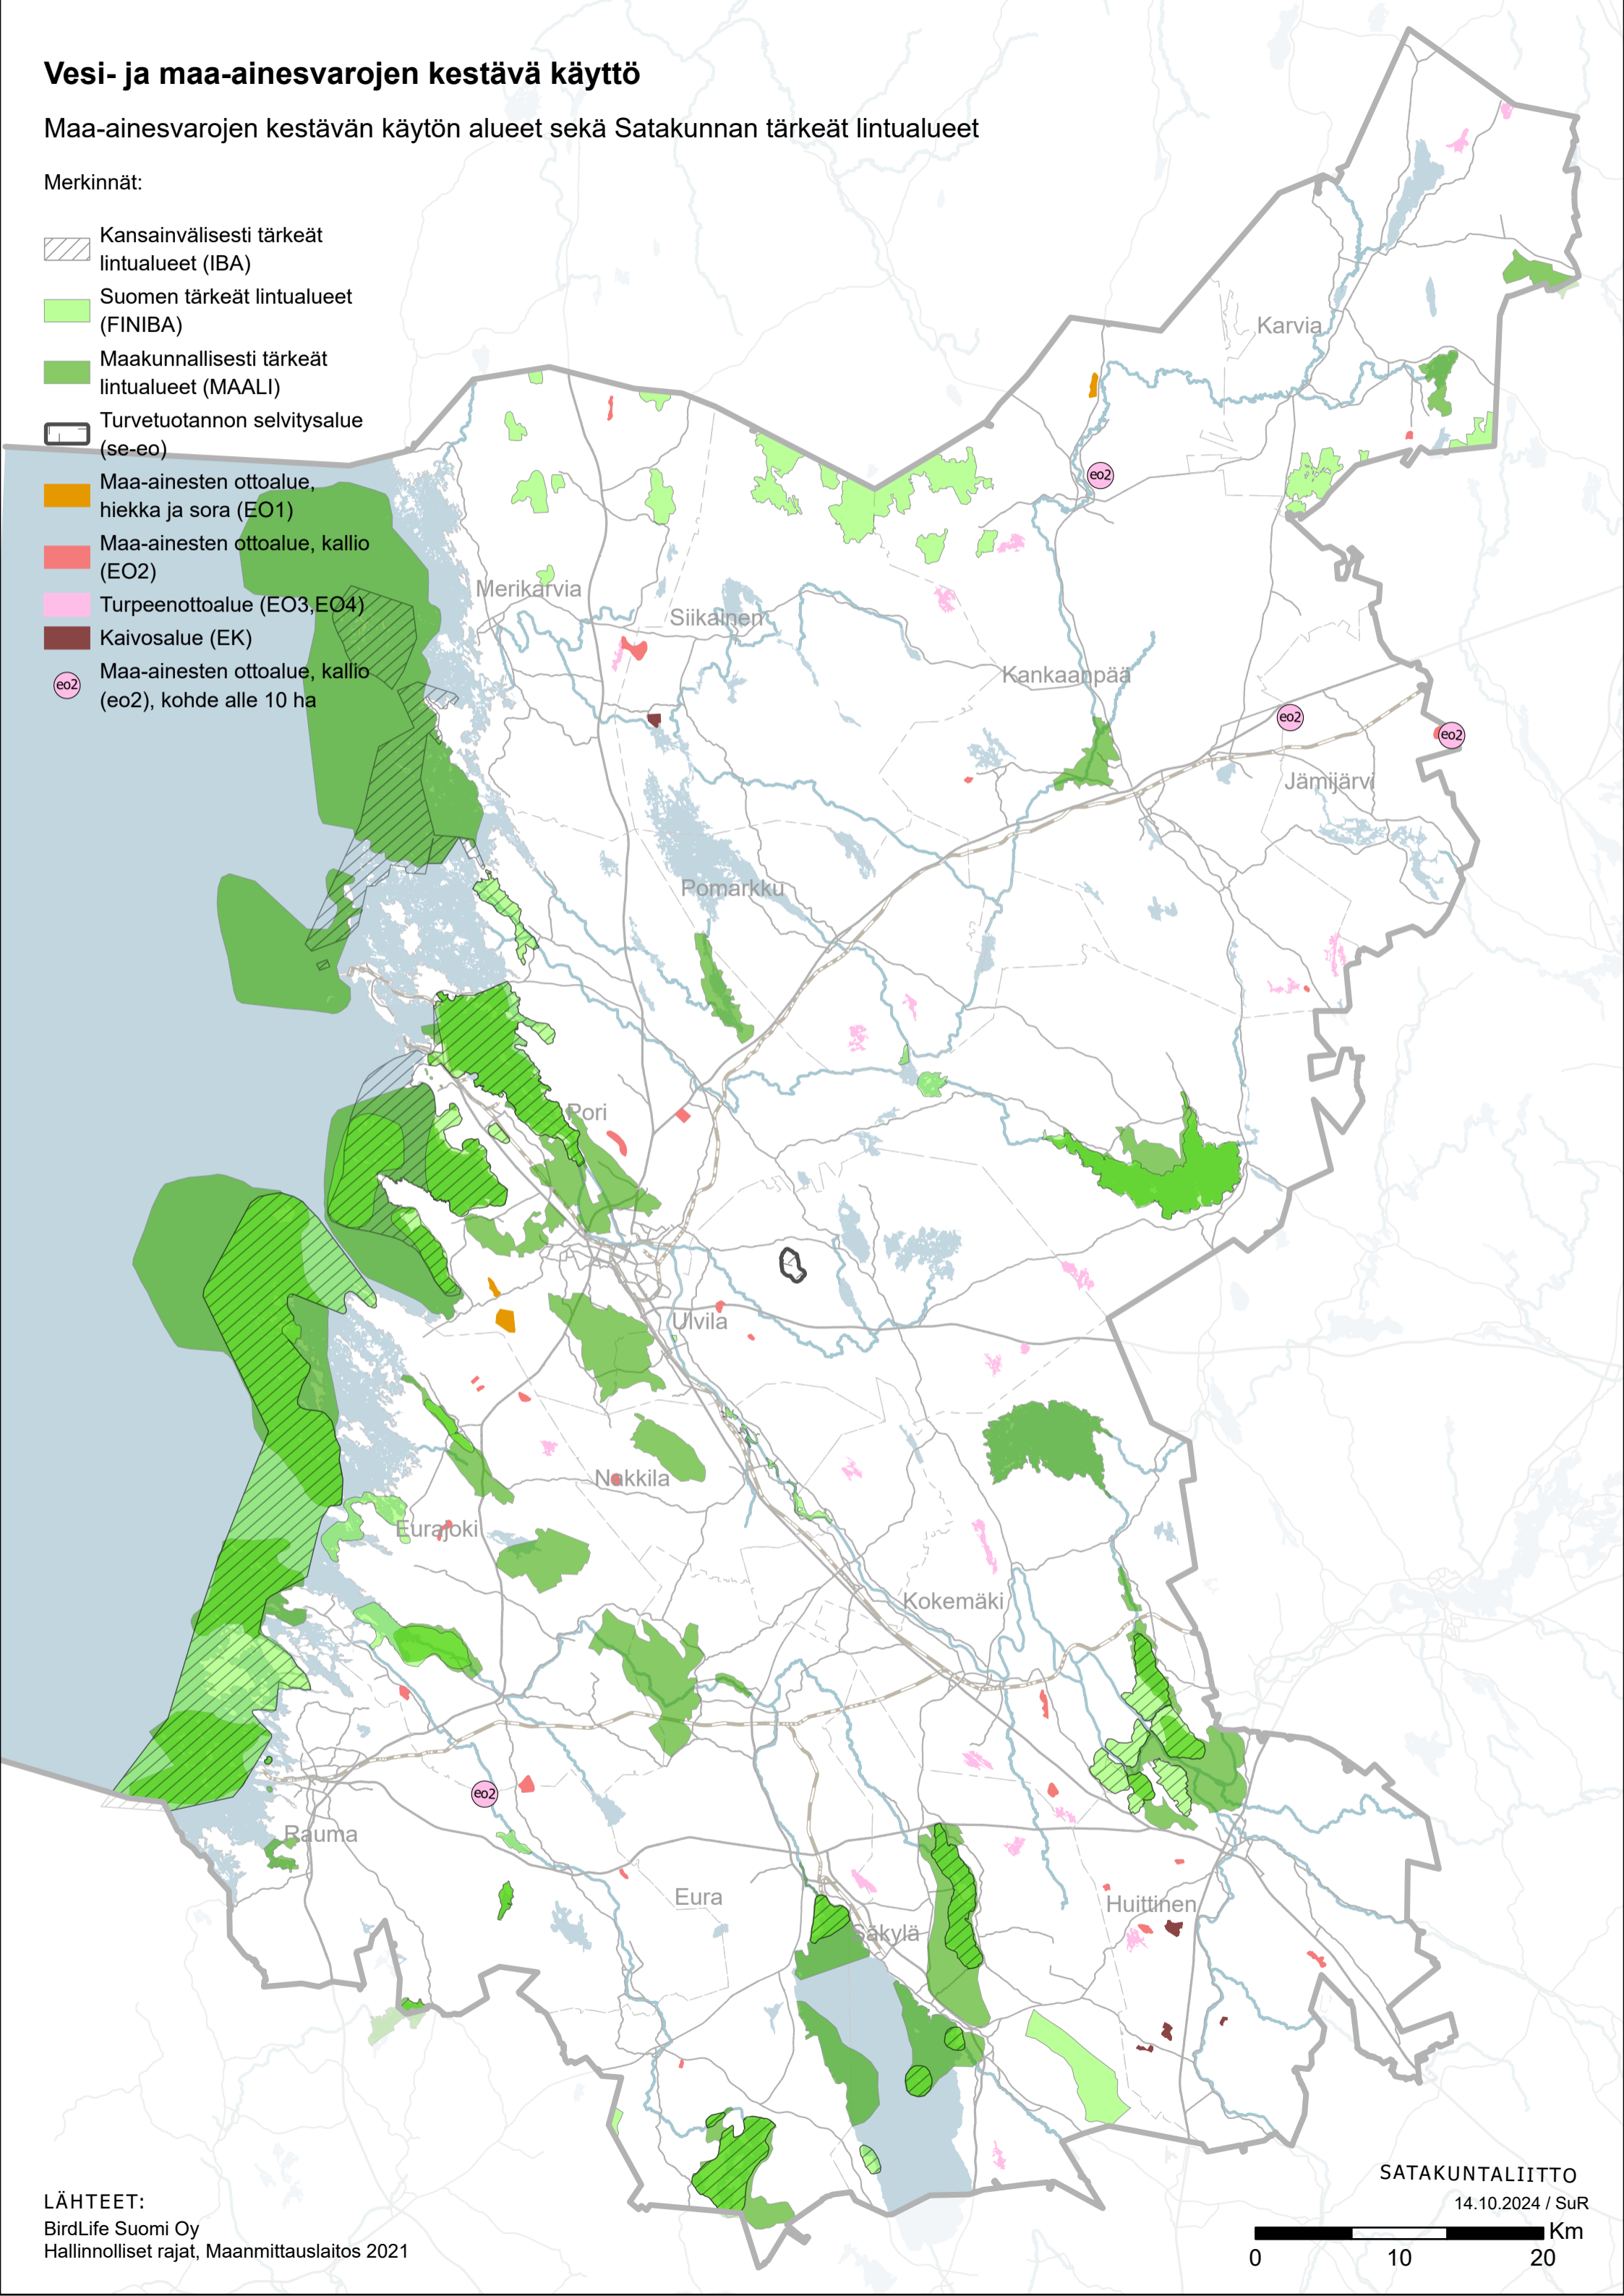 Vesi- ja maa-ainesvarojen kestävä käyttö
Maa-ainesvarojen kestävän käytön alueet sekä Satakunnan tärkeät lintualueet
Merkinnät:
Kansainvälisesti tärkeät
lintualueet (IBA)
Suomen tärkeät lintualueet
(FINIBA)
Maakunnallisesti tärkeät
lintualueet (MAALI)
Turvetuotannon selvitysalue
(se-eo)
Maa-ainesten ottoalue,
hiekka ja sora (EO1)
Maa-ainesten ottoalue, kallio
(EO2)
Turpeenottoalue (EO3,EO4)
Kaivosalue (EK)
eo2
Maa-ainesten ottoalue, kallio
(eo2), kohde alle 10 ha
Karvia
eo2
Merikarvia
Siikainen
Kankaanpää
eo2
eo2
Jämijärvi
Pomarkku
Pori
Ulvila
Nakkila
Eurajoki
Kokemäki
eo2
Rauma
Eura
Huittinen
Säkylä
LÄHTEET:
BirdLife Suomi Oy
Hallinnolliset rajat, Maanmittauslaitos 2021
SATAKUNTALIITTO
14.10.2024 / SuR
Km
0 10 20